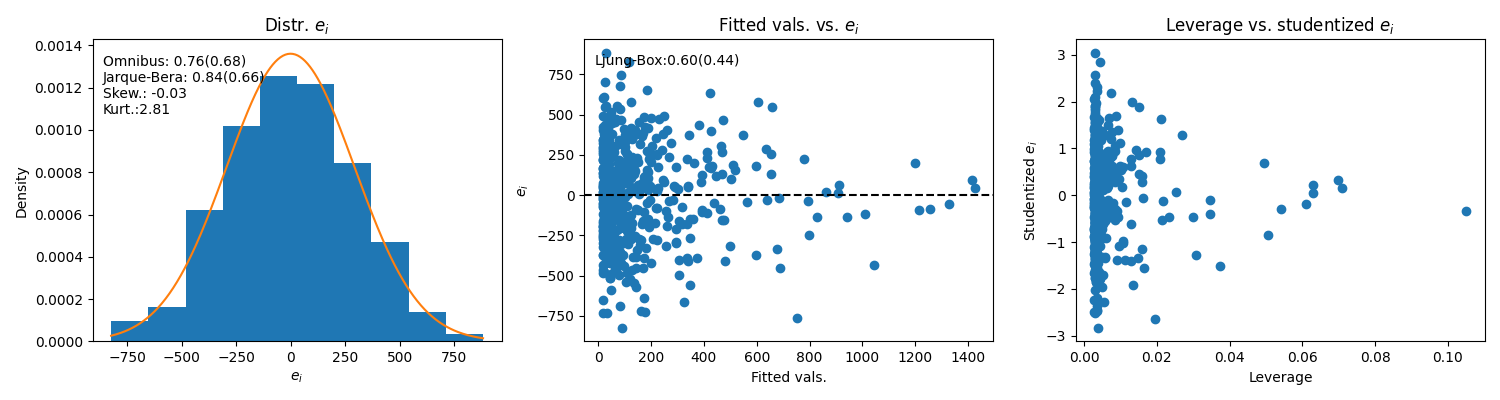 Distr. e_i
Omnibus: 0.76(0.68)
Jarque-Bera: 0.84(0.66)
Skew.: -0.03
Kurt.:2.81
Density
0.0014
0.0012
0.0010
0.0008
0.0006
0.0004
0.0002
0.0000
−750 −500 −250 0 250 500 750
e_i
Fitted vals. vs. e_i
Ljung-Box:0.60(0.44)
e_i
750
500
250
0
−250
−500
−750
0 200 400 600 800 1000 1200 1400
Fitted vals.
Leverage vs. studentized e_i
Studentized e_i
3
2
1
0
−1
−2
−3
0.00 0.02 0.04 0.06 0.08 0.10
Leverage